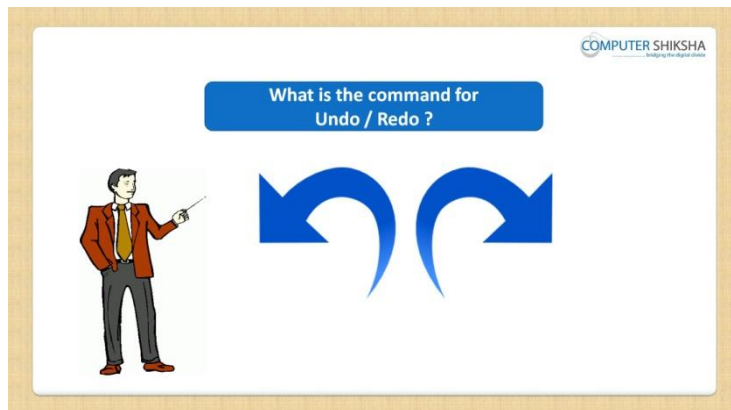 COMPUTER SHIKSHA
bridging the digital divide
What is the command for
Undo / Redo ?